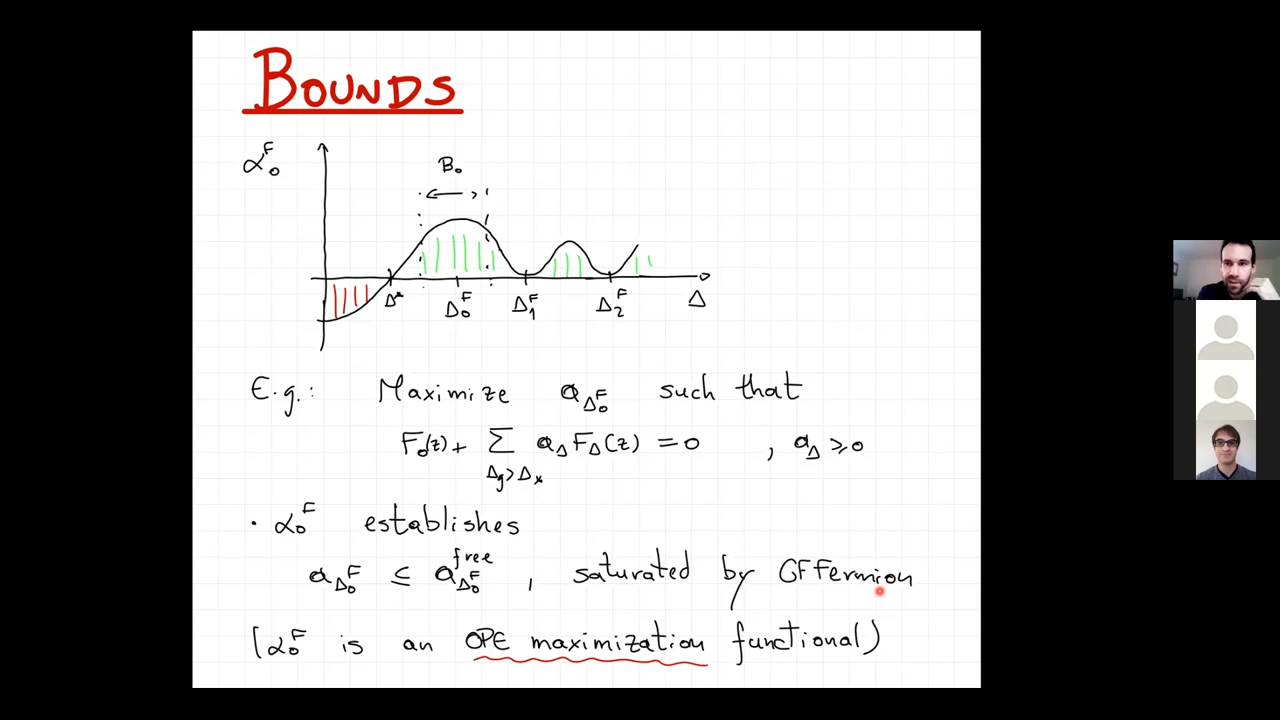 BOUNDS
α₀^F
B₀
Δ* Δ₀^F Δ₁^F Δ₂^F Δ
E.g.: Maximize a_{Δ₀^F} such that
F₀(z) + Σ_{Δg>Δ*} a_Δ F_Δ(z) = 0 , a_Δ ≥ 0
· α₀^F establishes
a_{Δ₀^F} ≤ a_{Δ₀^F}^{free} , saturated by GFFermion
(α₀^F is an OPE maximization functional)